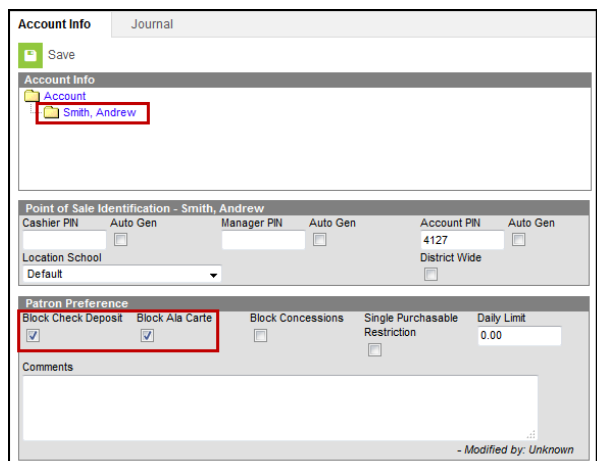 Account Info Journal
Save
Account Info
Account
Smith, Andrew
Point of Sale Identification - Smith, Andrew
Cashier PIN Auto Gen Manager PIN Auto Gen Account PIN Auto Gen
4127
Location School District Wide
Default
Patron Preference
Block Check Deposit Block Ala Carte Block Concessions Single Purchasable Restriction Daily Limit
0.00
Comments
- Modified by: Unknown